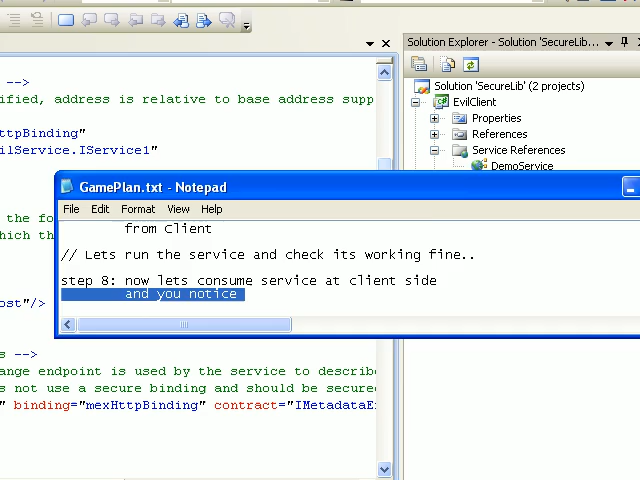 Solution Explorer - Solution 'SecureLib...
-->
ified, address is relative to base address supp
ttpBinding"
ilService.IService1"
Solution 'SecureLib' (2 projects)
EvilClient
Properties
References
Service References
DemoService
GamePlan.txt - Notepad
File Edit Format View Help
from Client
// Lets run the service and check its working fine..
step 8: now lets consume service at client side
and you notice
the fo
hich th
ost"/>
s -->
ange endpoint is used by the service to describe
s not use a secure binding and should be secured
" binding="mexHttpBinding" contract="IMetadataEx